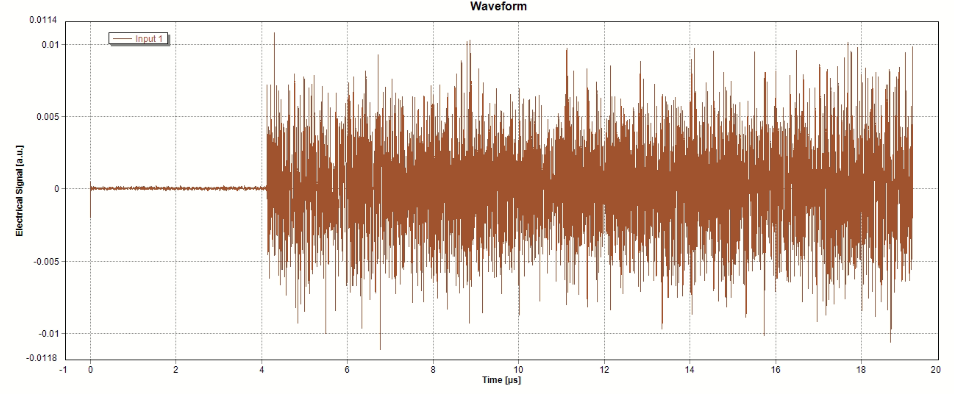 Waveform
0.0114
0.01
Input 1
0.005
Electrical Signal [a.u.]
0
-0.005
-0.01
-0.0118
-1 0 2 4 6 8 10 12 14 16 18 20
Time [µs]